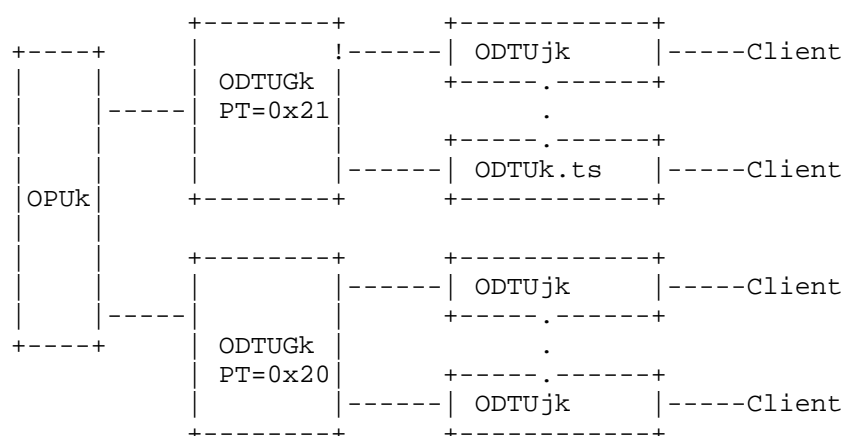 ODTUjk Client
ODTUGk
PT=0x21
ODTUk.ts Client
OPUk
ODTUjk Client
ODTUGk
PT=0x20
ODTUjk Client